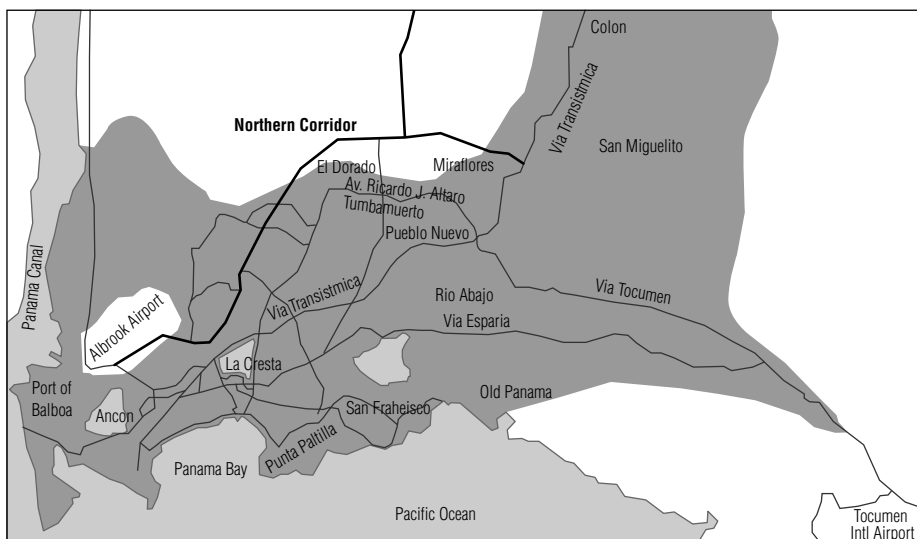 Colon
Via Transistmica
Northern Corridor
San Miguelito
El Dorado
Miraflores
Av. Ricardo J. Altaro
Tumbamuerto
Pueblo Nuevo
Panama Canal
Via Transistmica
Rio Abajo
Via Tocumen
Albrook Airport
Via Esparia
La Cresta
Port of
Balboa
Ancon
San Fraheisco
Old Panama
Punta Paltilla
Panama Bay
Pacific Ocean
Tocumen
Intl Airport